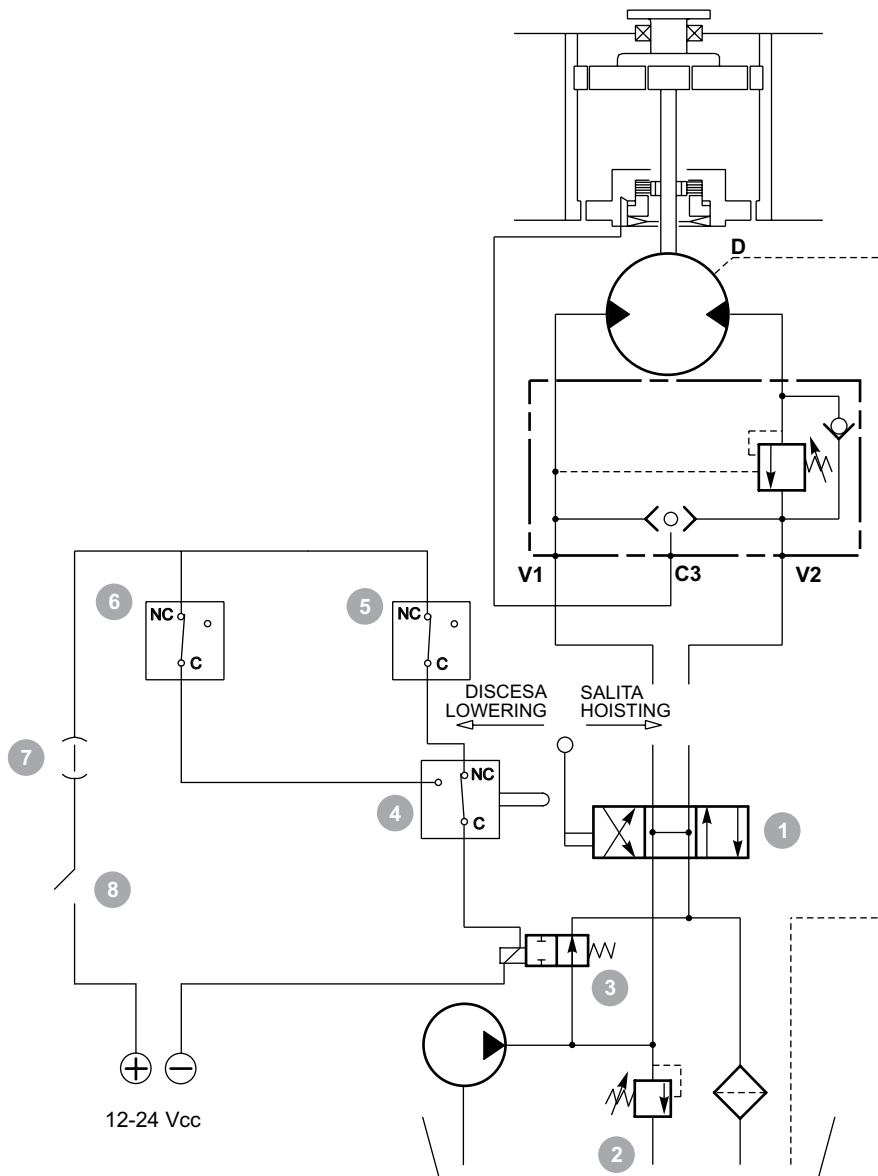 D
V1
C3
V2
6
NC
C
5
NC
C
DISCESA
LOWERING
SALITA
HOISTING
7
4
NC
C
1
8
3
12-24 Vcc
2